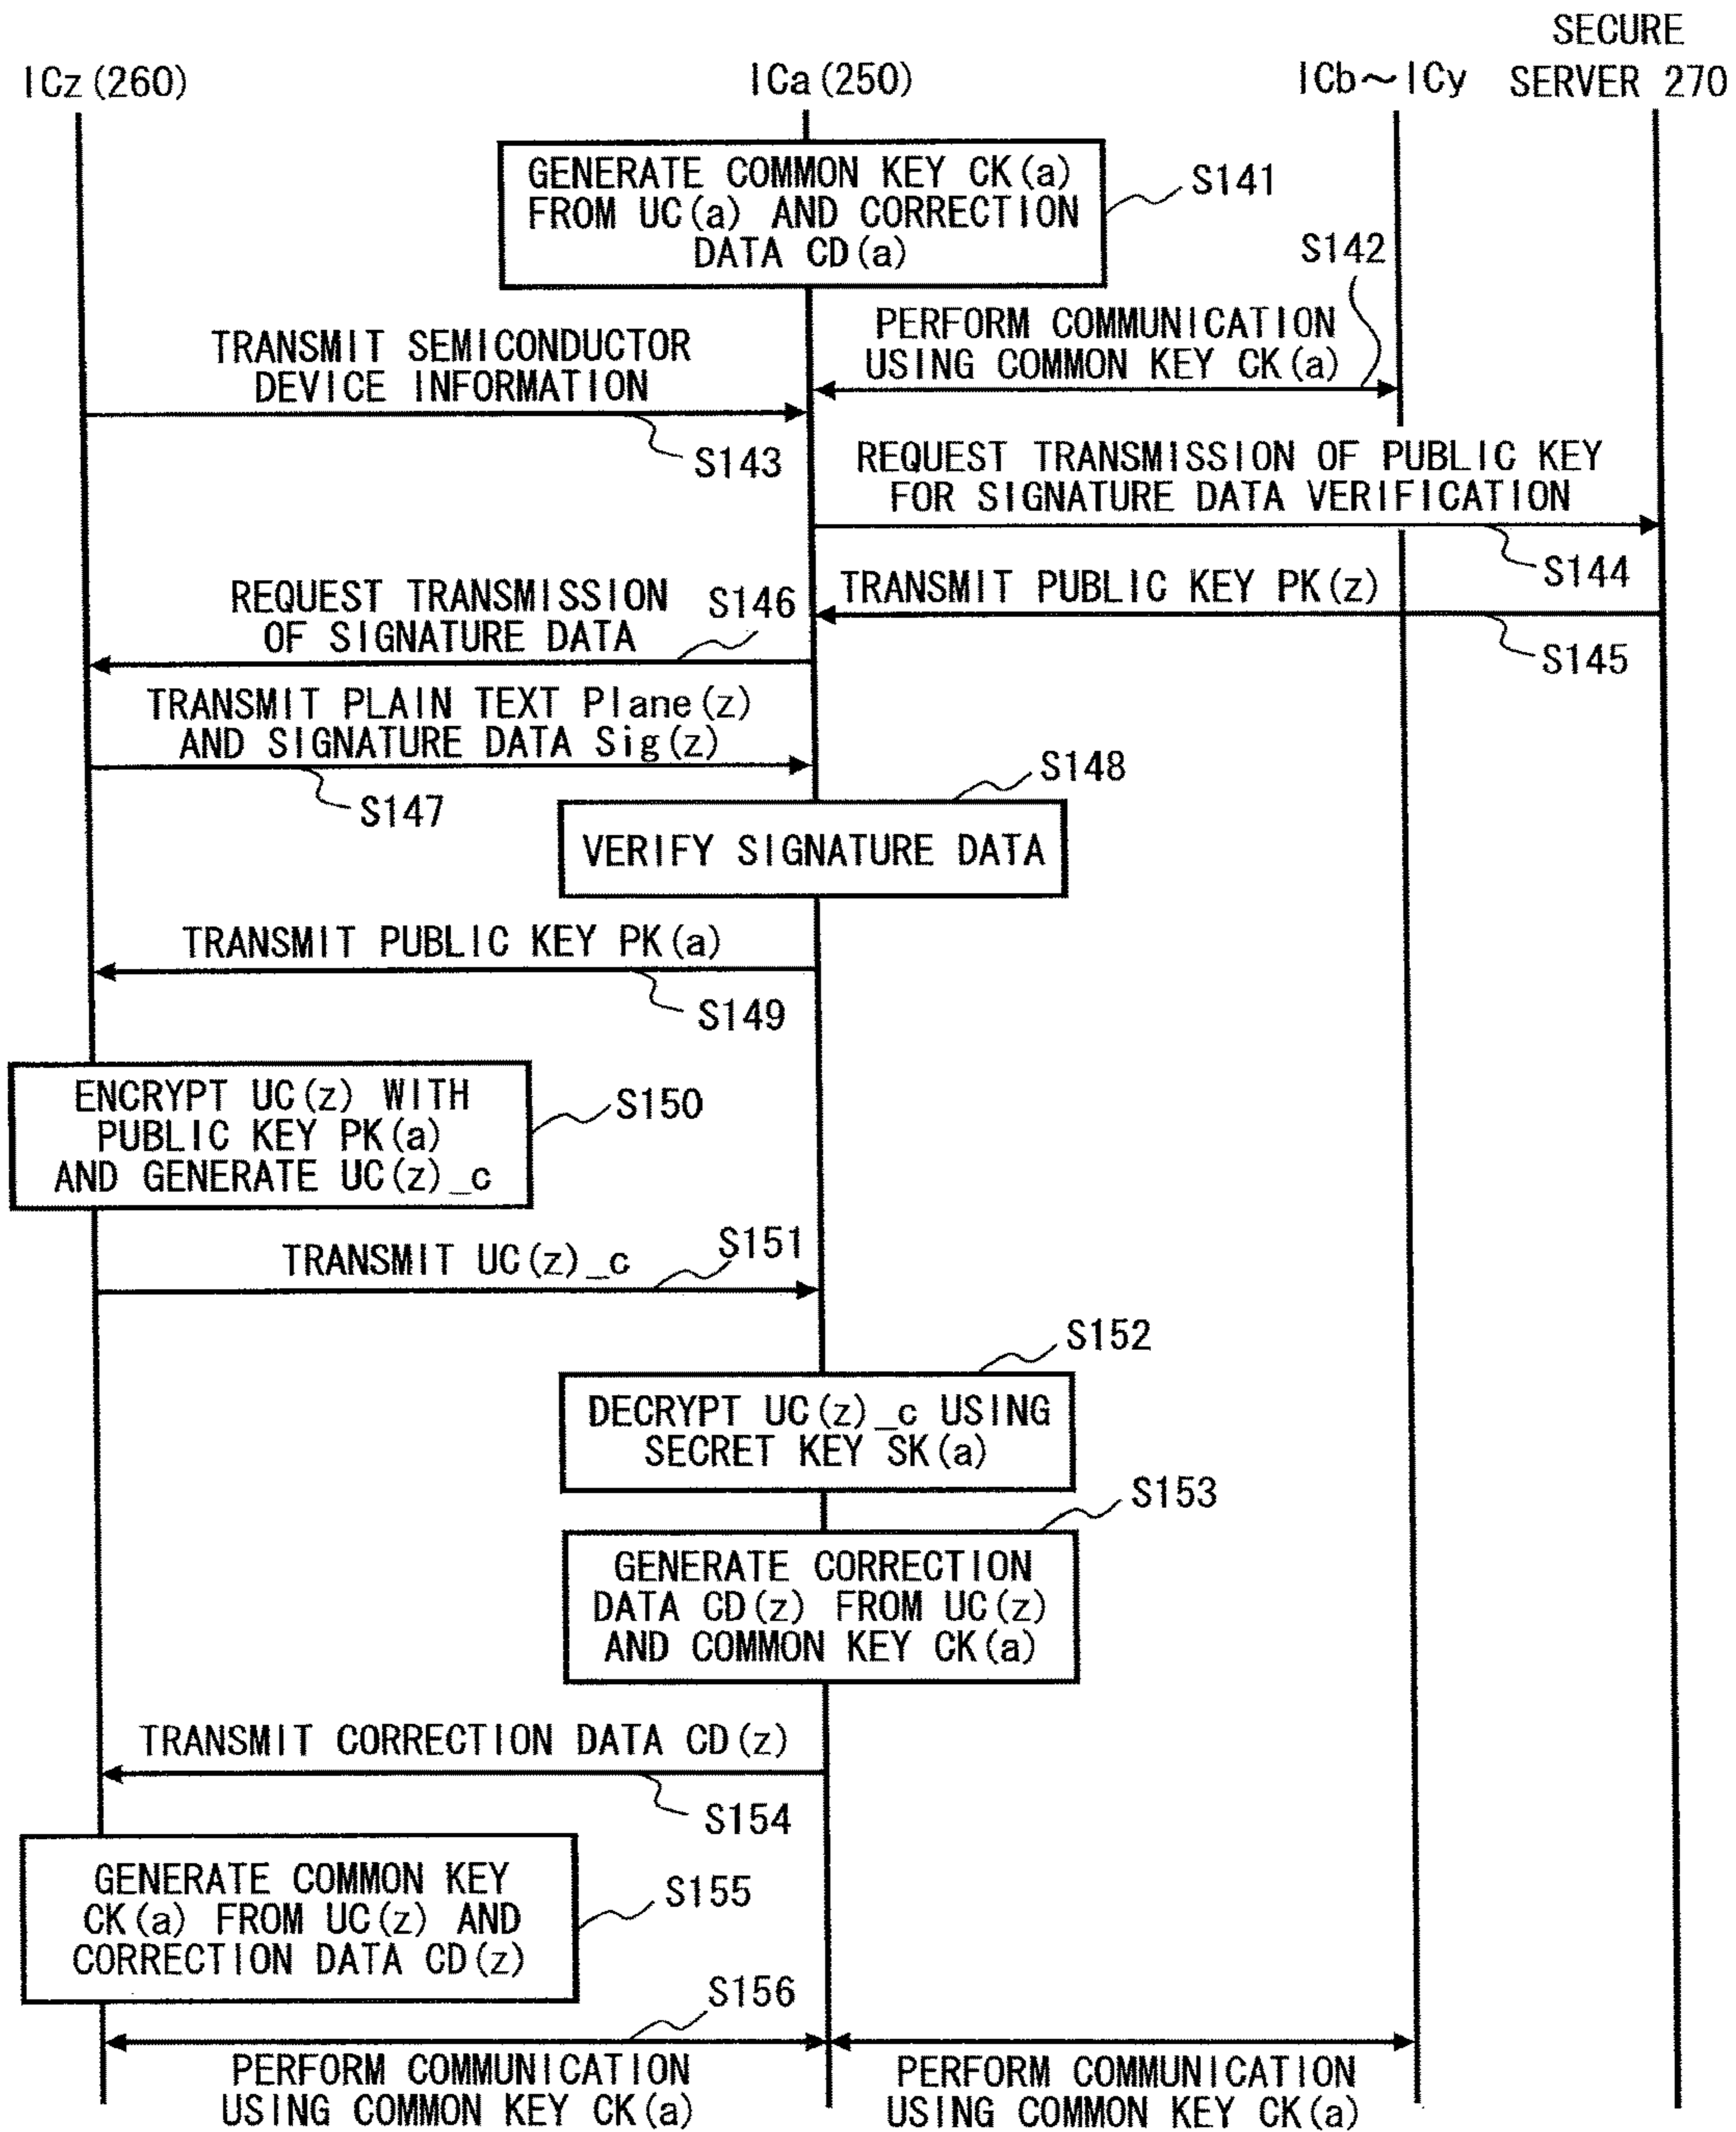 SECURE
ICz(260)
ICa(250)
ICb~ICy
SERVER 270
GENERATE COMMON KEY CK(a)
FROM UC(a) AND CORRECTION
DATA CD(a)
S141
S142
PERFORM COMMUNICATION
USING COMMON KEY CK(a)
TRANSMIT SEMICONDUCTOR
DEVICE INFORMATION
S143
REQUEST TRANSMISSION OF PUBLIC KEY
FOR SIGNATURE DATA VERIFICATION
S144
TRANSMIT PUBLIC KEY PK(z)
S145
REQUEST TRANSMISSION
OF SIGNATURE DATA
S146
TRANSMIT PLAIN TEXT Plane(z)
AND SIGNATURE DATA Sig(z)
S147
S148
VERIFY SIGNATURE DATA
TRANSMIT PUBLIC KEY PK(a)
S149
ENCRYPT UC(z) WITH
PUBLIC KEY PK(a)
AND GENERATE UC(z)_c
S150
TRANSMIT UC(z)_c
S151
S152
DECRYPT UC(z)_c USING
SECRET KEY SK(a)
S153
GENERATE CORRECTION
DATA CD(z) FROM UC(z)
AND COMMON KEY CK(a)
TRANSMIT CORRECTION DATA CD(z)
S154
GENERATE COMMON KEY
CK(a) FROM UC(z) AND
CORRECTION DATA CD(z)
S155
S156
PERFORM COMMUNICATION
USING COMMON KEY CK(a)
PERFORM COMMUNICATION
USING COMMON KEY CK(a)